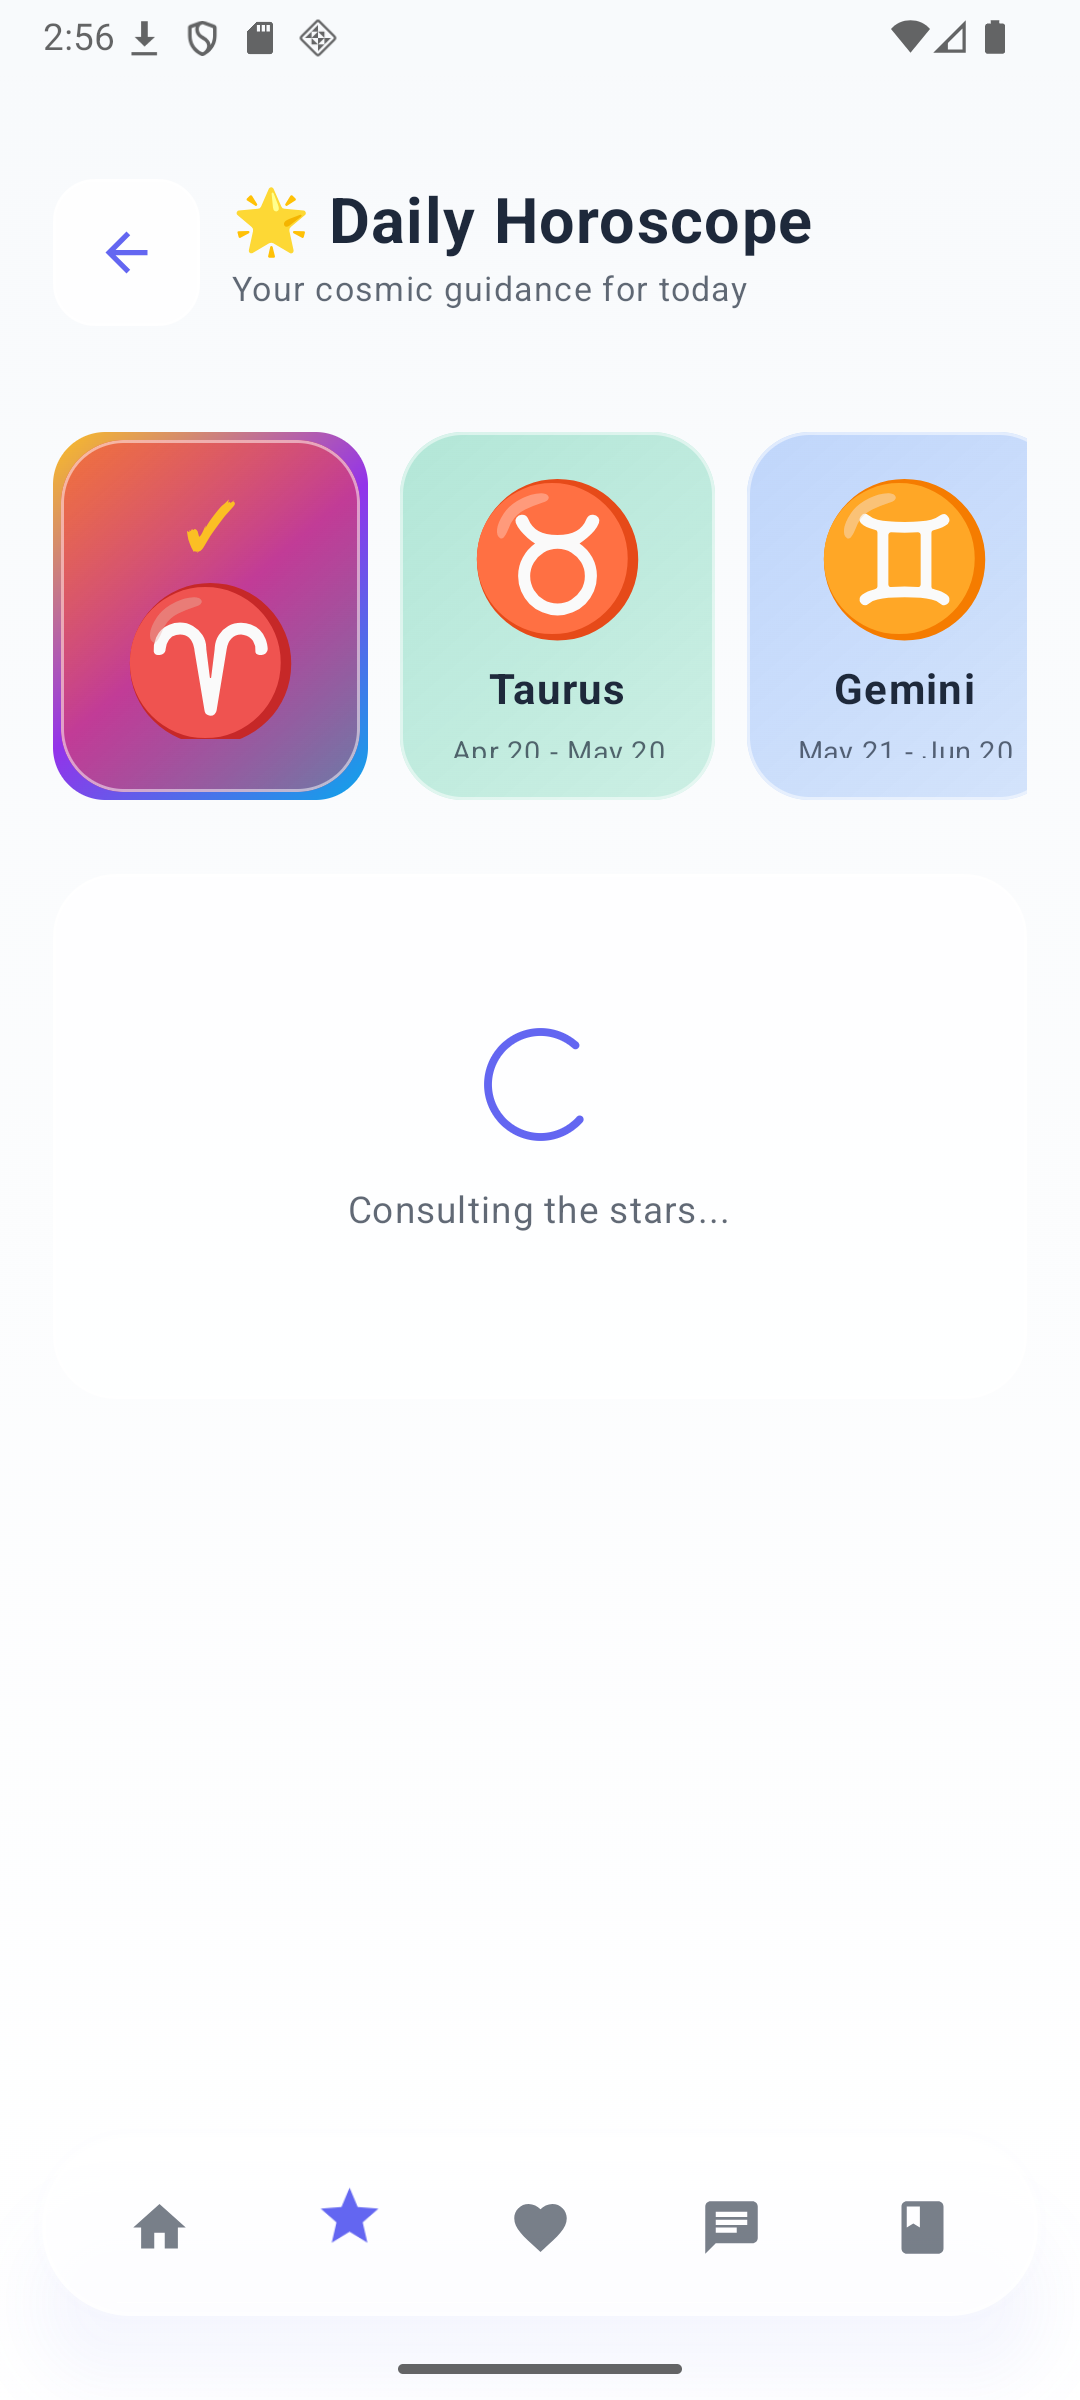 2:56
🌟 Daily Horoscope
Your cosmic guidance for today
✓
♈
♉
Taurus
Apr 20 - May 20
♊
Gemini
May 21 - Jun 20
Consulting the stars...